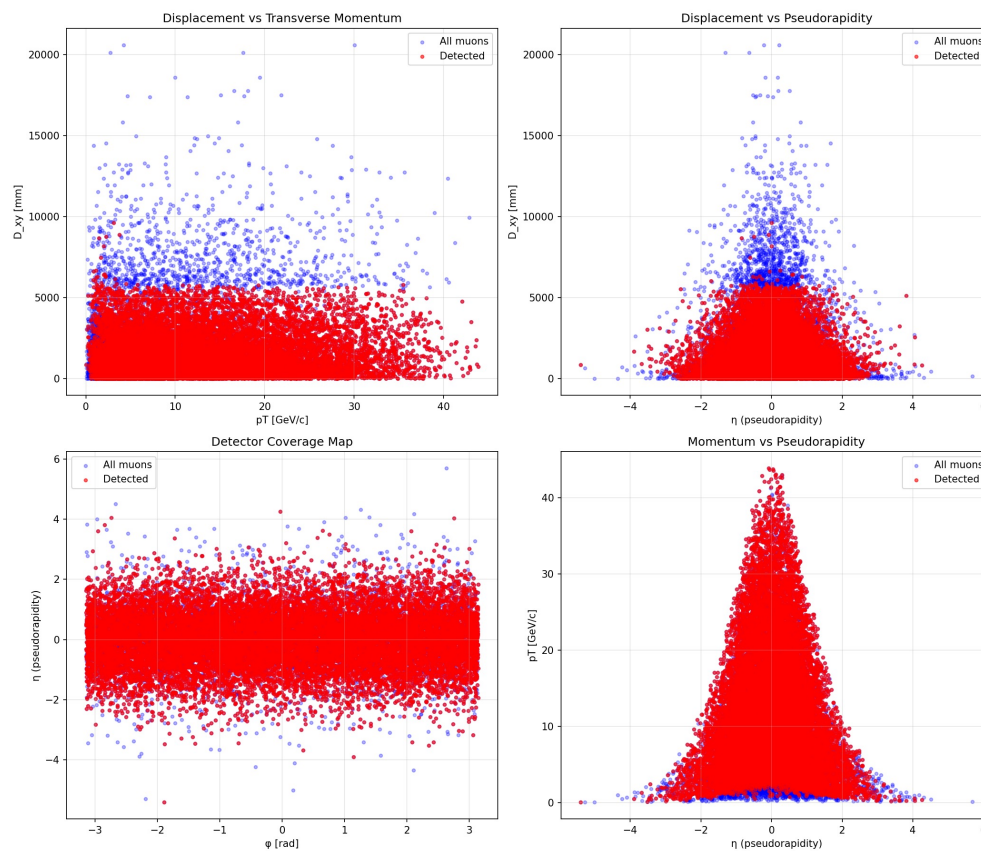 Displacement vs Transverse Momentum
All muons
Detected
20000
15000
10000
5000
0
D_xy [mm]
0 10 20 30 40
pT [GeV/c]
Displacement vs Pseudorapidity
All muons
Detected
20000
15000
10000
5000
0
D_xy [mm]
−4 −2 0 2 4
η (pseudorapidity)
Detector Coverage Map
All muons
Detected
6
4
2
0
−2
−4
η (pseudorapidity)
−3 −2 −1 0 1 2 3
φ [rad]
Momentum vs Pseudorapidity
All muons
Detected
40
30
20
10
0
pT [GeV/c]
−4 −2 0 2 4
η (pseudorapidity)